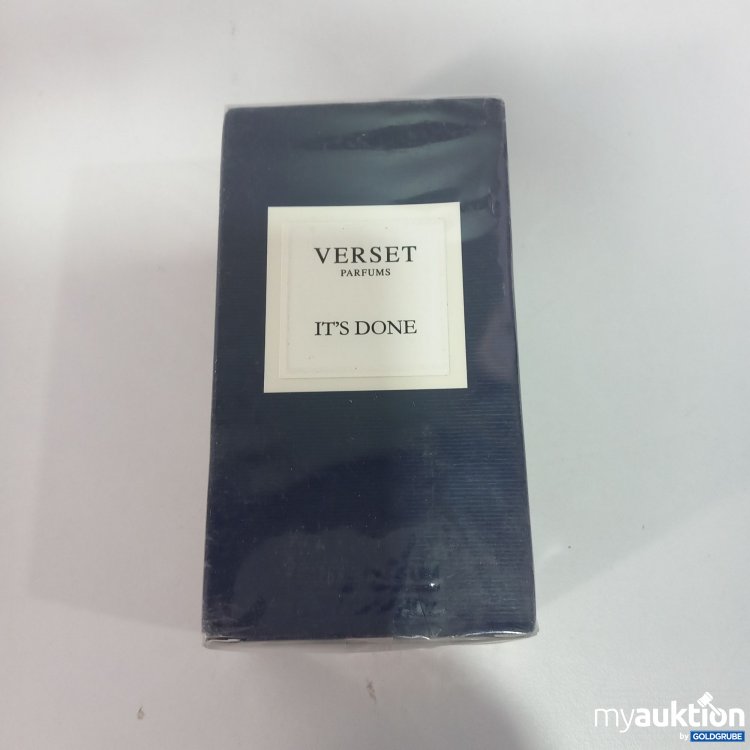 VERSET
PARFUMS
IT'S DONE
myauktion
by GOLDGRUBE